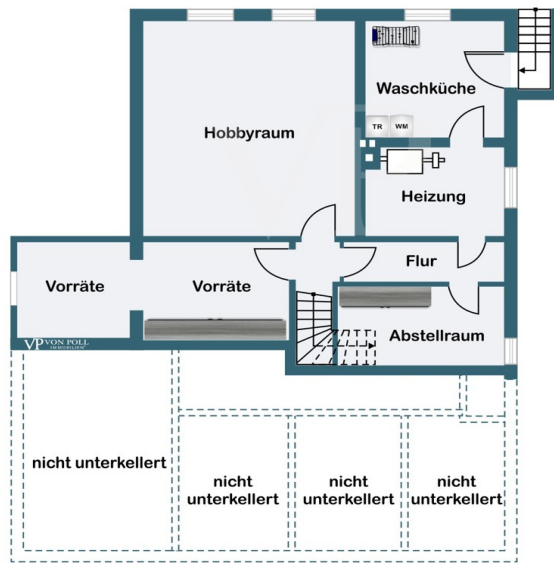 Waschküche
TR WM
Hobbyraum
Heizung
Flur
Vorräte
Vorräte
Abstellraum
VP VON POLL
IMMOBILIEN
nicht unterkellert
nicht
unterkellert
nicht
unterkellert
nicht
unterkellert